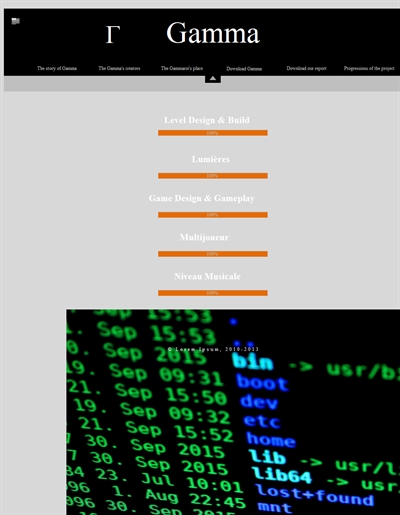 Γ Gamma
The story of Gamma The Gamma's creators The Gammaroi's place Download Gamma Download our report Progressions of the project
Level Design & Build
100%
Lumières
100%
Game Design & Gameplay
100%
Multijoueur
100%
Niveau Musicale
100%
. Sep 15:53 .
. Sep 15:53 ..
0. Sep 2015 bin -> usr/bi
21. Sep 09:31 boot
21. Sep 15:50 dev
19. Sep 09:32 etc
21. Sep 15:52 home
7 30. Sep 2015 lib -> usr/l
7 30. Sep 2015 lib64 -> usr/
84 23. Jul 10:01 lost+found
096 1. Aug 22:45 mnt
096 30. Sep 2015
© Lorem Ipsum, 2010-2013